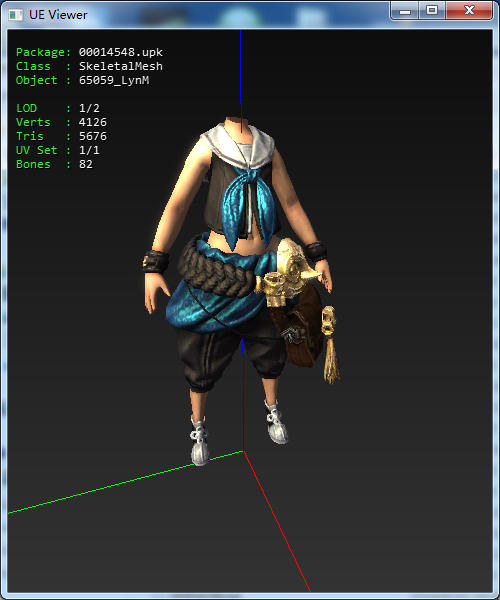 UE Viewer
Package: 00014548.upk
Class : SkeletalMesh
Object : 65059_LynM
LOD : 1/2
Verts : 4126
Tris : 5676
UV Set : 1/1
Bones : 82